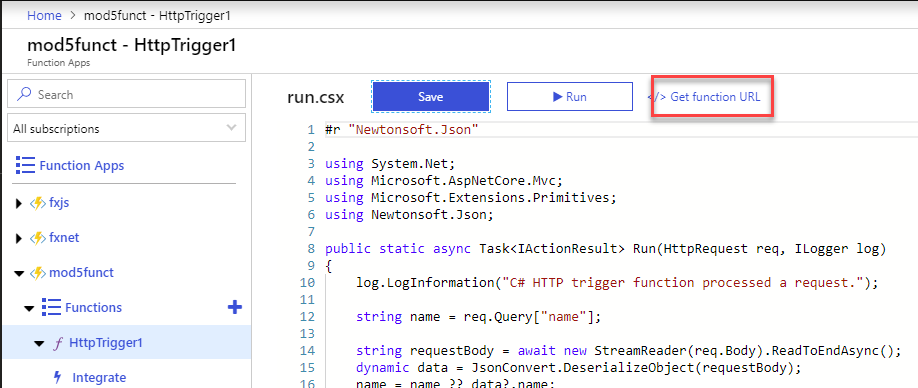 Home > mod5funct - HttpTrigger1
mod5funct - HttpTrigger1
Function Apps
Search
All subscriptions
Function Apps
fxjs
fxnet
mod5funct
Functions
HttpTrigger1
Integrate
run.csx Save Run </> Get function URL
1 #r "Newtonsoft.Json"
2
3 using System.Net;
4 using Microsoft.AspNetCore.Mvc;
5 using Microsoft.Extensions.Primitives;
6 using Newtonsoft.Json;
7
8 public static async Task<IActionResult> Run(HttpRequest req, ILogger log)
9 {
10 log.LogInformation("C# HTTP trigger function processed a request.");
11
12 string name = req.Query["name"];
13
14 string requestBody = await new StreamReader(req.Body).ReadToEndAsync();
15 dynamic data = JsonConvert.DeserializeObject(requestBody);
16 name = name ?? data?.name;